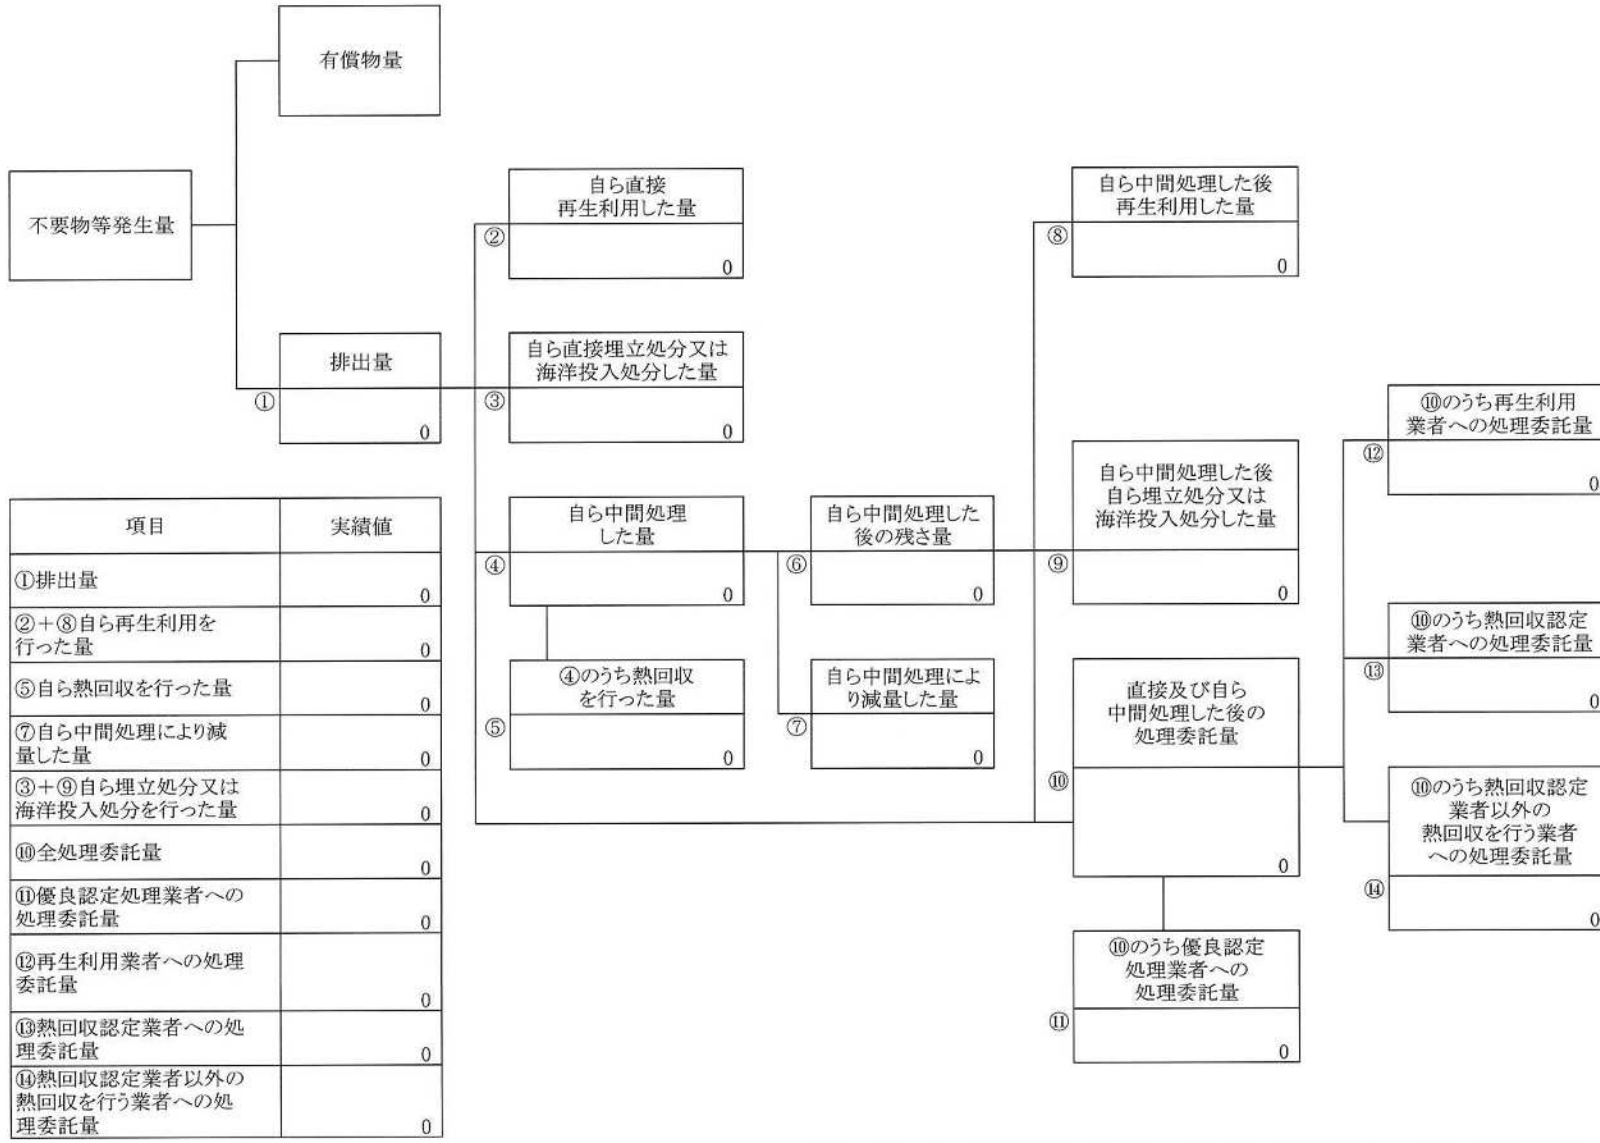 有償物量
不要物等発生量
自ら直接
再生利用した量
②
0
自ら中間処理した後
再生利用した量
⑧
0
排出量
①
0
自ら直接埋立処分又は
海洋投入処分した量
③
0
⑩のうち再生利用
業者への処理委託量
⑫
0
自ら中間処理
した量
④
0
自ら中間処理した
後の残さ量
⑥
0
自ら中間処理した後
自ら埋立処分又は
海洋投入処分した量
⑨
0
⑩のうち熱回収認定
業者への処理委託量
⑬
0
④のうち熱回収
を行った量
⑤
0
自ら中間処理によ
り減量した量
⑦
0
直接及び自ら
中間処理した後の
処理委託量
⑩
0
⑩のうち熱回収認定
業者以外の
熱回収を行う業者
への処理委託量
⑭
0
⑩のうち優良認定
処理業者への
処理委託量
⑪
0
項目 実績値
①排出量
0
②＋⑧自ら再生利用を
行った量
0
⑤自ら熱回収を行った量
0
⑦自ら中間処理により減
量した量
0
③＋⑨自ら埋立処分又は
海洋投入処分を行った量
0
⑩全処理委託量
0
⑪優良認定処理業者への
処理委託量
0
⑫再生利用業者への処理
委託量
0
⑬熱回収認定業者への処
理委託量
0
⑭熱回収認定業者以外の
熱回収を行う業者への処
理委託量
0